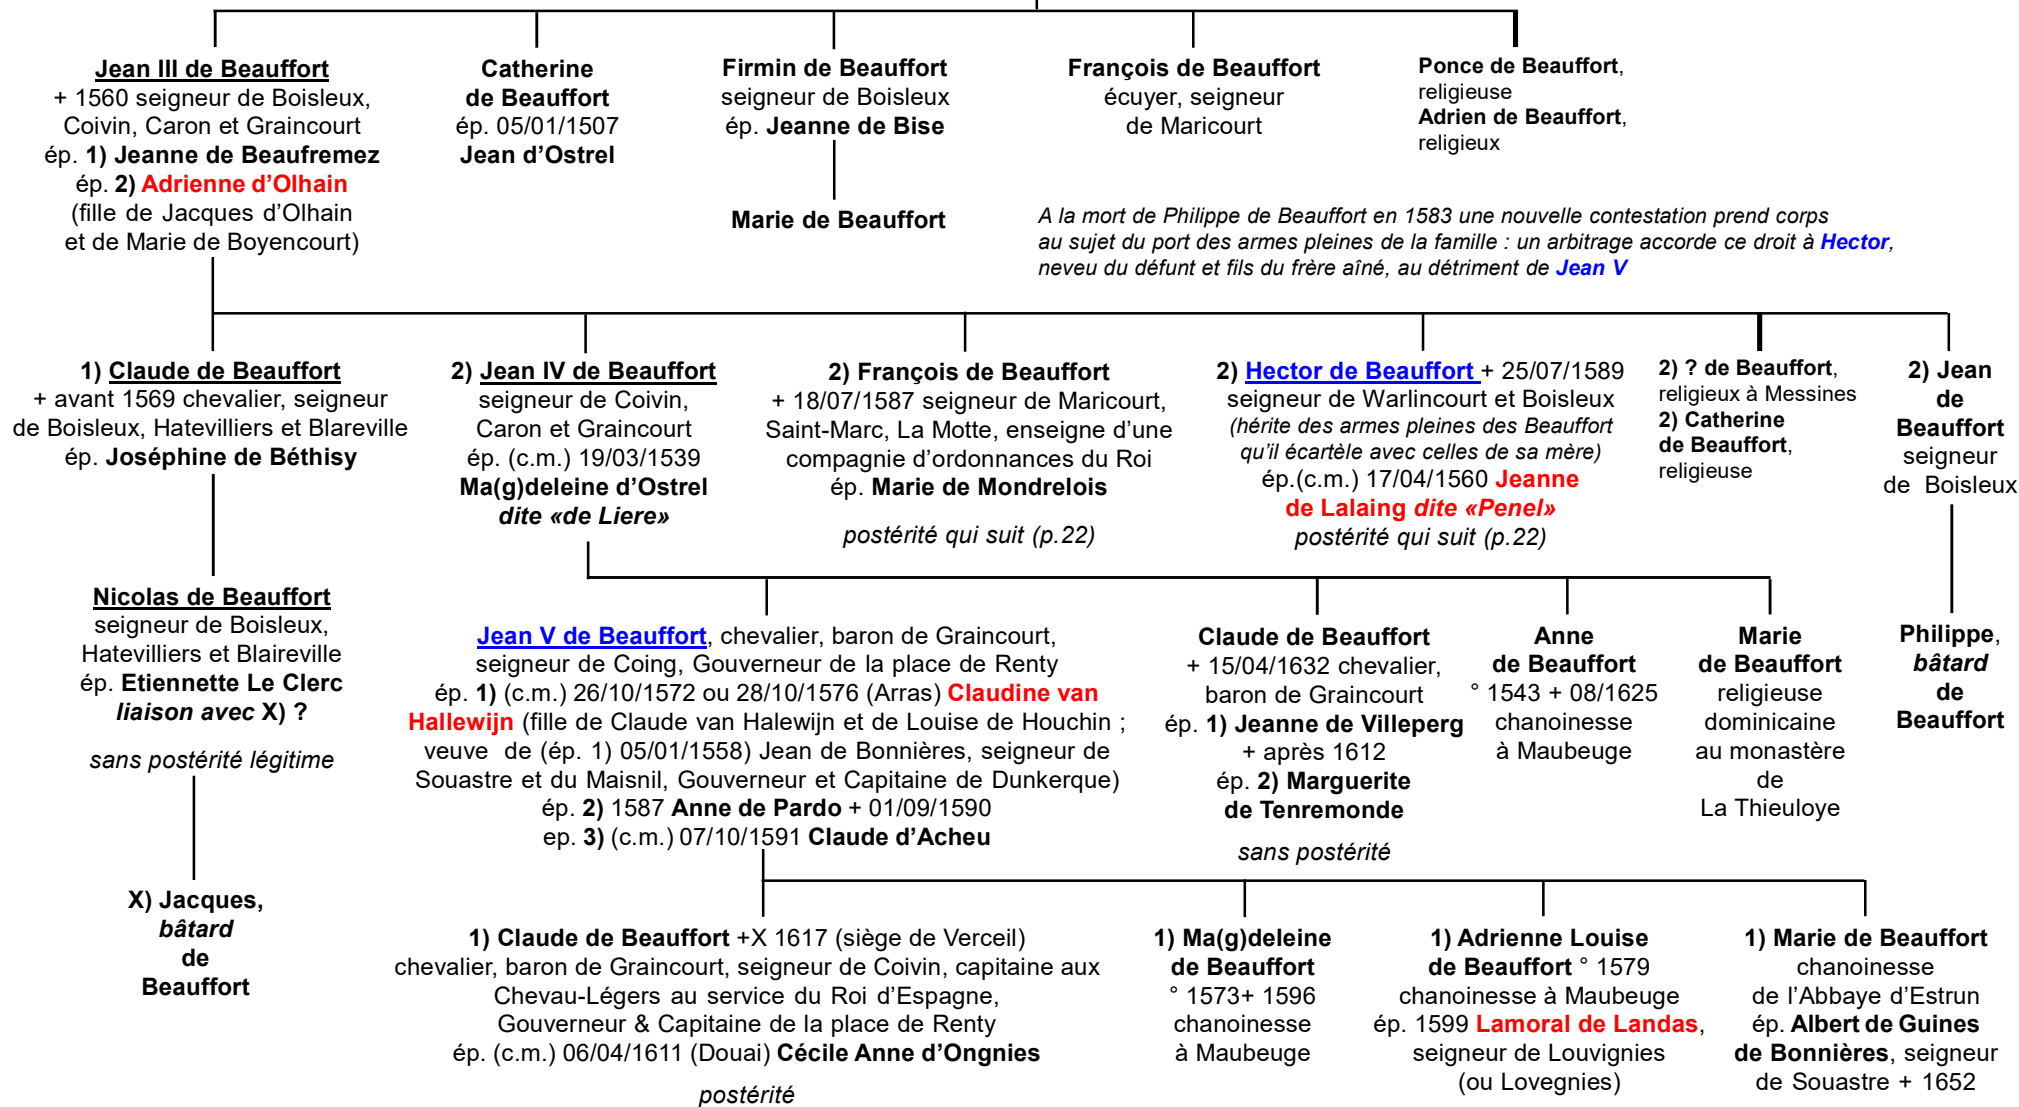 Jean III de Beauffort
+ 1560 seigneur de Boisleux,
Coivin, Caron et Graincourt
ép. 1) Jeanne de Beaufremez
ép. 2) Adrienne d’Olhain
(fille de Jacques d’Olhain
et de Marie de Boyencourt)
Catherine
de Beauffort
ép. 05/01/1507
Jean d’Ostrel
Firmin de Beauffort
seigneur de Boisleux
ép. Jeanne de Bise
Marie de Beauffort
François de Beauffort
écuyer, seigneur
de Maricourt
Ponce de Beauffort,
religieuse
Adrien de Beauffort,
religieux
A la mort de Philippe de Beauffort en 1583 une nouvelle contestation prend corps
au sujet du port des armes pleines de la famille : un arbitrage accorde ce droit à Hector,
neveu du défunt et fils du frère aîné, au détriment de Jean V
1) Claude de Beauffort
+ avant 1569 chevalier, seigneur
de Boisleux, Hatevilliers et Blareville
ép. Joséphine de Béthisy
2) Jean IV de Beauffort
seigneur de Coivin,
Caron et Graincourt
ép. (c.m.) 19/03/1539
Ma(g)deleine d’Ostrel
dite «de Liere»
2) François de Beauffort
+ 18/07/1587 seigneur de Maricourt,
Saint-Marc, La Motte, enseigne d’une
compagnie d’ordonnances du Roi
ép. Marie de Mondrelois
postérité qui suit (p.22)
2) Hector de Beauffort + 25/07/1589
seigneur de Warlincourt et Boisleux
(hérite des armes pleines des Beauffort
qu’il écartèle avec celles de sa mère)
ép.(c.m.) 17/04/1560 Jeanne
de Lalaing dite «Penel»
postérité qui suit (p.22)
2) ? de Beauffort,
religieux à Messines
2) Catherine
de Beauffort,
religieuse
2) Jean
de
Beauffort
seigneur
de Boisleux
Nicolas de Beauffort
seigneur de Boisleux,
Hatevilliers et Blaireville
ép. Etiennette Le Clerc
liaison avec X) ?
sans postérité légitime
Jean V de Beauffort, chevalier, baron de Graincourt,
seigneur de Coing, Gouverneur de la place de Renty
ép. 1) (c.m.) 26/10/1572 ou 28/10/1576 (Arras) Claudine van
Hallewijn (fille de Claude van Halewijn et de Louise de Houchin ;
veuve de (ép. 1) 05/01/1558) Jean de Bonnières, seigneur de
Souastre et du Maisnil, Gouverneur et Capitaine de Dunkerque)
ép. 2) 1587 Anne de Pardo + 01/09/1590
ep. 3) (c.m.) 07/10/1591 Claude d’Acheu
Claude de Beauffort
+ 15/04/1632 chevalier,
baron de Graincourt
ép. 1) Jeanne de Villeperg
+ après 1612
ép. 2) Marguerite
de Tenremonde
sans postérité
Anne
de Beauffort
° 1543 + 08/1625
chanoinesse
à Maubeuge
Marie
de Beauffort
religieuse
dominicaine
au monastère
de
La Thieuloye
Philippe,
bâtard
de
Beauffort
X) Jacques,
bâtard
de
Beauffort
1) Claude de Beauffort +X 1617 (siège de Verceil)
chevalier, baron de Graincourt, seigneur de Coivin, capitaine aux
Chevau-Légers au service du Roi d’Espagne,
Gouverneur & Capitaine de la place de Renty
ép. (c.m.) 06/04/1611 (Douai) Cécile Anne d’Ongnies
postérité
1) Ma(g)deleine
de Beauffort
° 1573+ 1596
chanoinesse
à Maubeuge
1) Adrienne Louise
de Beauffort ° 1579
chanoinesse à Maubeuge
ép. 1599 Lamoral de Landas,
seigneur de Louvignies
(ou Lovegnies)
1) Marie de Beauffort
chanoinesse
de l’Abbaye d’Estrun
ép. Albert de Guines
de Bonnières, seigneur
de Souastre + 1652